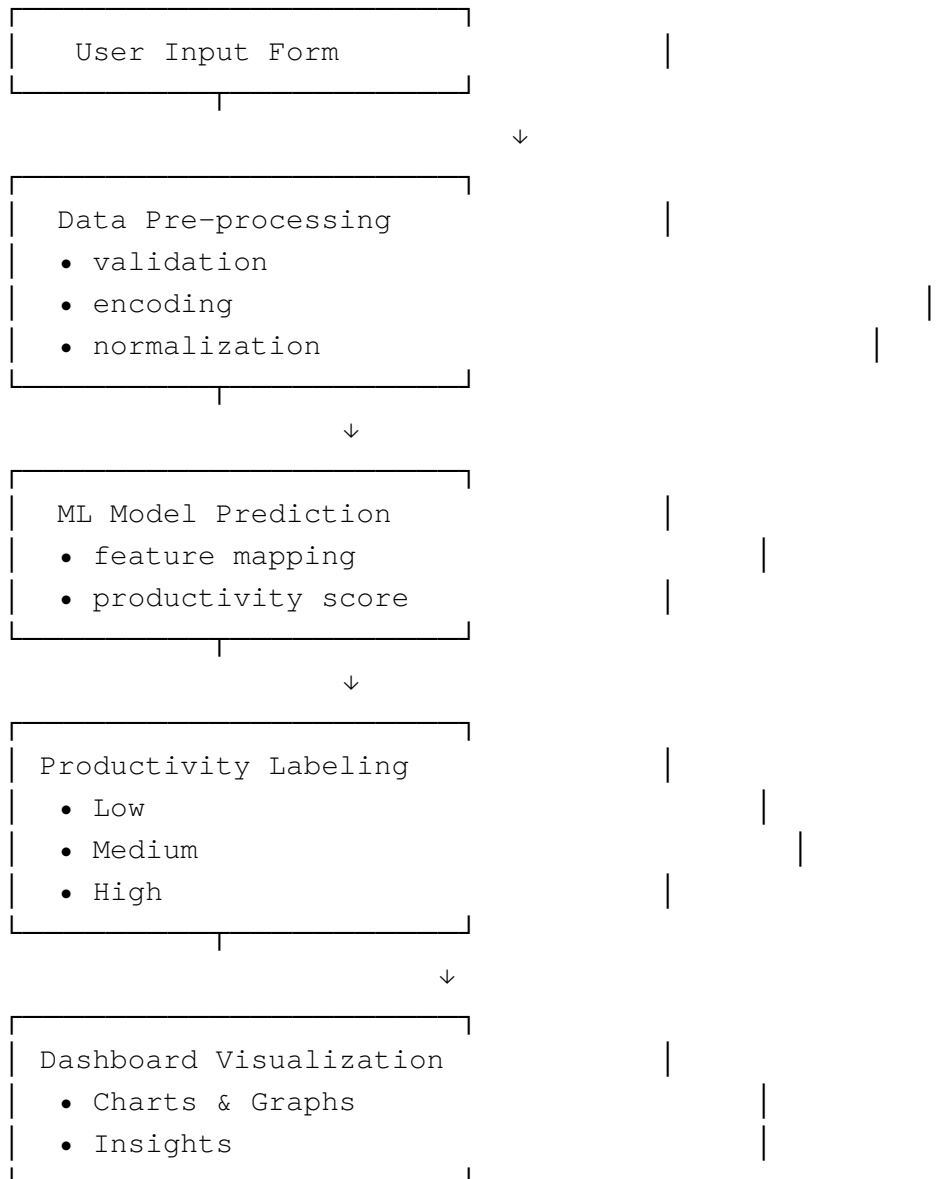 User Input Form
↓
Data Pre-processing
• validation
• encoding
• normalization
↓
ML Model Prediction
• feature mapping
• productivity score
↓
Productivity Labeling
• Low
• Medium
• High
↓
Dashboard Visualization
• Charts & Graphs
• Insights